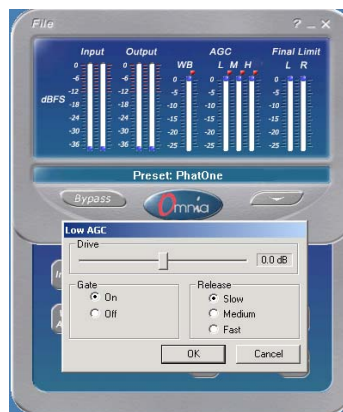 File ? _ X
Input Output AGC Final Limit
WB L M H L R
0 0 0 0 0
-6 -6 -5 -5 -5
-12 -12 -10 -10 -10
dBFS -18 -18
-24 -24 -15 -15 -15
-30 -30 -20 -20 -20
-36 -36 -25 -25 -25
Preset: PhatOne
Bypass Omnia
Low AGC
Drive
0.0 dB
Gate Release
On Slow
Off Medium
Fast
OK Cancel